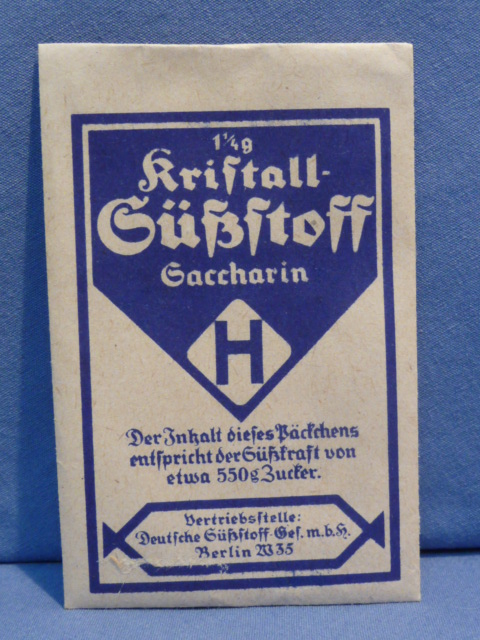 1¼g
Kristall-
Süßstoff
Saccharin
H
Der Inhalt dieses Päckchens
entspricht der Süßkraft von
etwa 550g Zucker.
Vertriebsstelle:
Deutsche Süßstoff-Ges. m. b. H.
Berlin W35